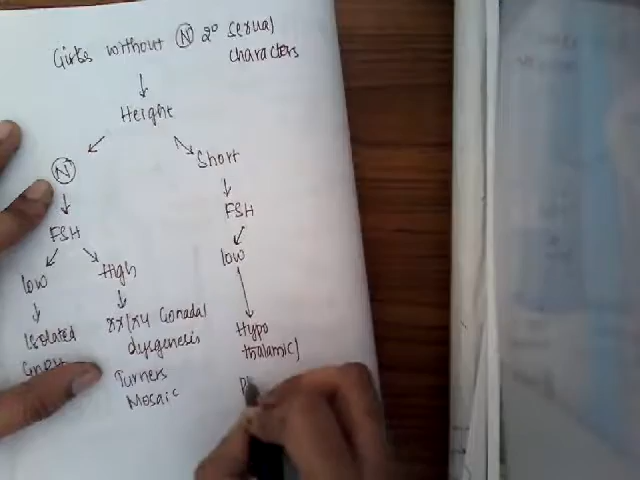 Girls without Ⓝ 2° sexual
characters
Height
Ⓝ
Short
FSH
FSH
low
High
low
Isolated
GnRH
XX/XY Gonadal
dysgenesis
Turners
Mosaic
Hypo
thalamic/